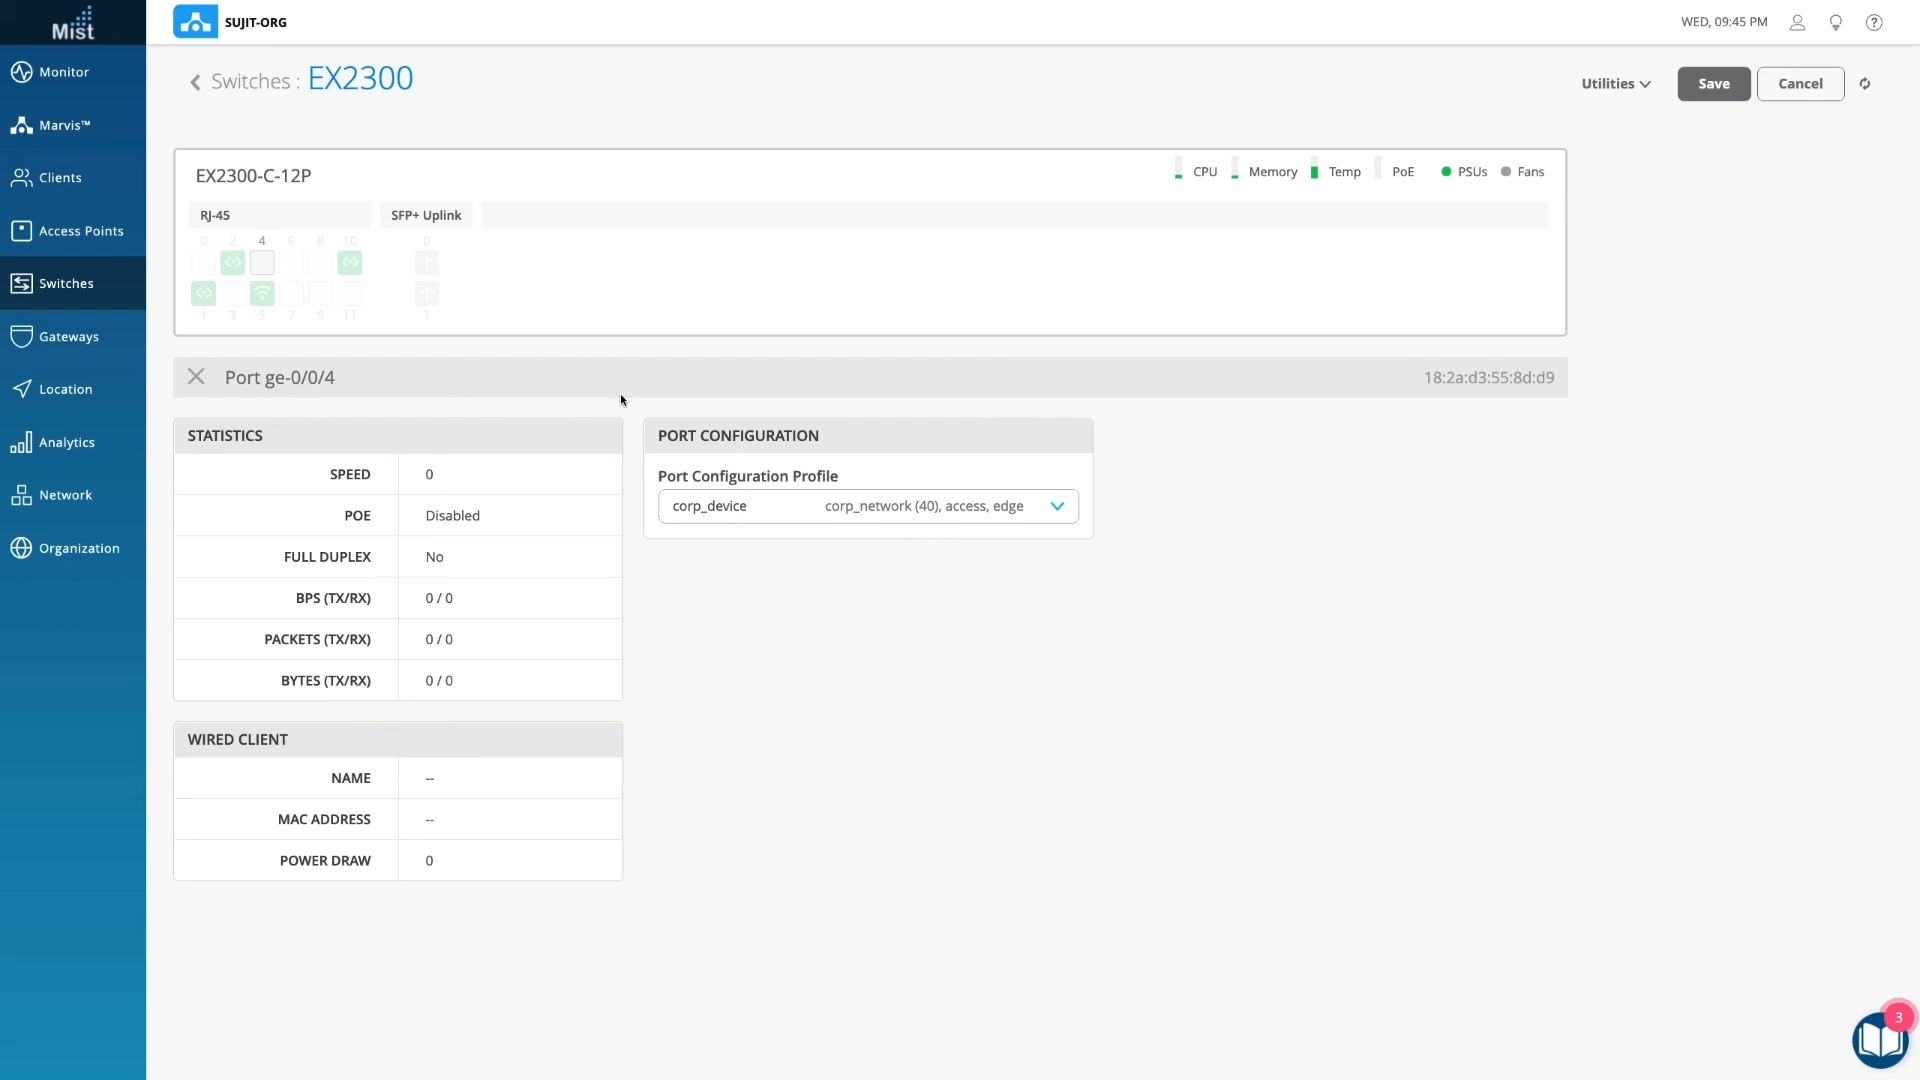 Mist
SUJIT-ORG
WED, 09:45 PM
Monitor
Marvis™
Clients
Access Points
Switches
Gateways
Location
Analytics
Network
Organization
Switches : EX2300
Utilities
Save
Cancel
EX2300-C-12P
CPU
Memory
Temp
PoE
PSUs
Fans
RJ-45
SFP+ Uplink
0 2 4 6 8 10 0
1 3 5 7 9 11 1
Port ge-0/0/4
18:2a:d3:55:8d:d9
STATISTICS
SPEED 0
POE Disabled
FULL DUPLEX No
BPS (TX/RX) 0 / 0
PACKETS (TX/RX) 0 / 0
BYTES (TX/RX) 0 / 0
PORT CONFIGURATION
Port Configuration Profile
corp_device corp_network (40), access, edge
WIRED CLIENT
NAME --
MAC ADDRESS --
POWER DRAW 0
3